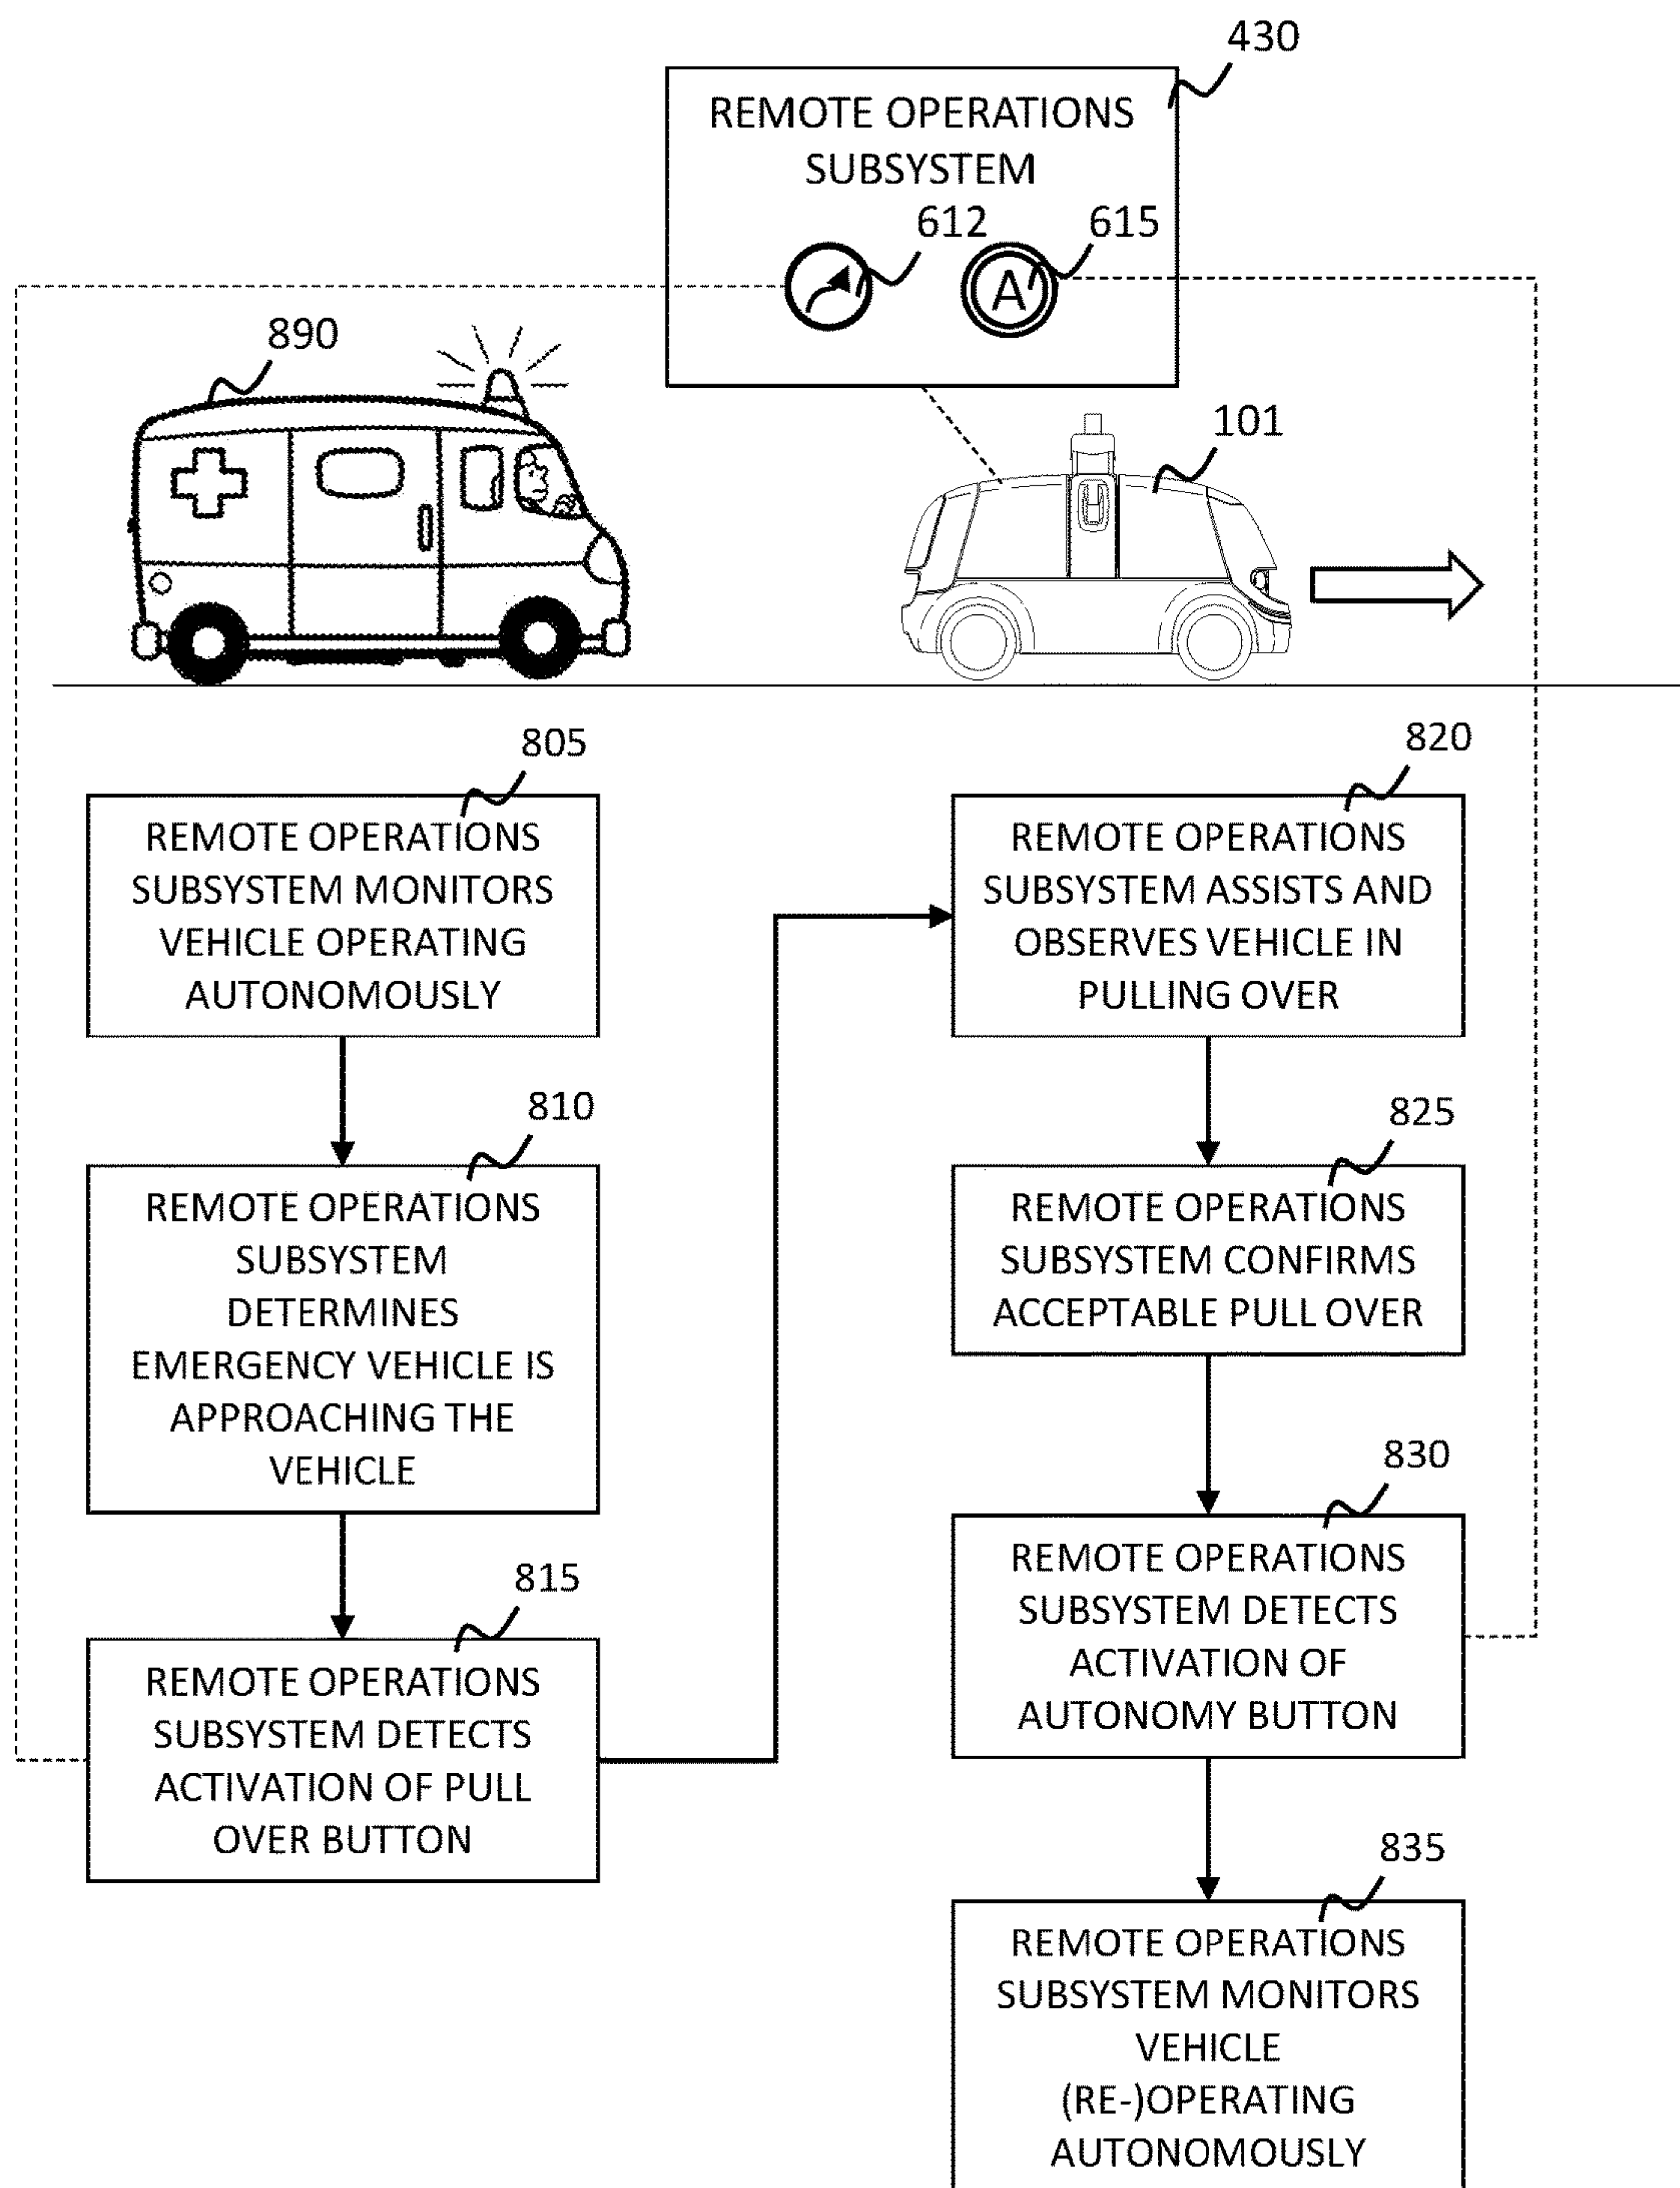 430
REMOTE OPERATIONS
SUBSYSTEM
612
615
A
890
101
805
REMOTE OPERATIONS
SUBSYSTEM MONITORS
VEHICLE OPERATING
AUTONOMOUSLY
810
REMOTE OPERATIONS
SUBSYSTEM
DETERMINES
EMERGENCY VEHICLE IS
APPROACHING THE
VEHICLE
815
REMOTE OPERATIONS
SUBSYSTEM DETECTS
ACTIVATION OF PULL
OVER BUTTON
820
REMOTE OPERATIONS
SUBSYSTEM ASSISTS AND
OBSERVES VEHICLE IN
PULLING OVER
825
REMOTE OPERATIONS
SUBSYSTEM CONFIRMS
ACCEPTABLE PULL OVER
830
REMOTE OPERATIONS
SUBSYSTEM DETECTS
ACTIVATION OF
AUTONOMY BUTTON
835
REMOTE OPERATIONS
SUBSYSTEM MONITORS
VEHICLE
(RE-)OPERATING
AUTONOMOUSLY